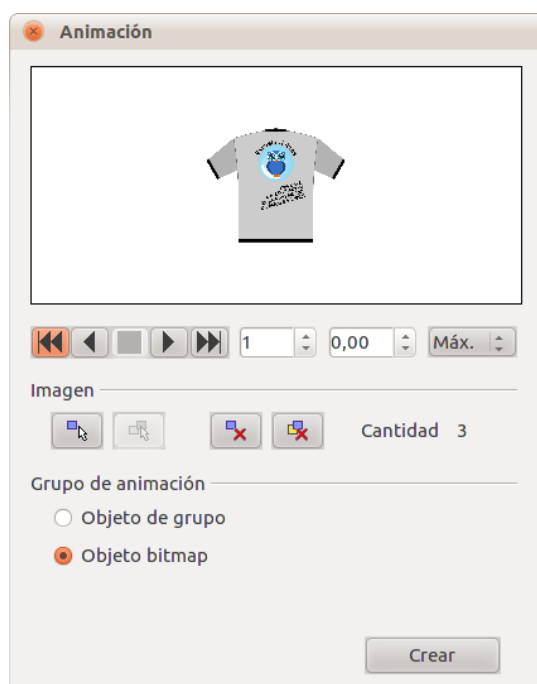 Animación
1 0,00 Máx.
Imagen
Cantidad 3
Grupo de animación
Objeto de grupo
Objeto bitmap
Crear